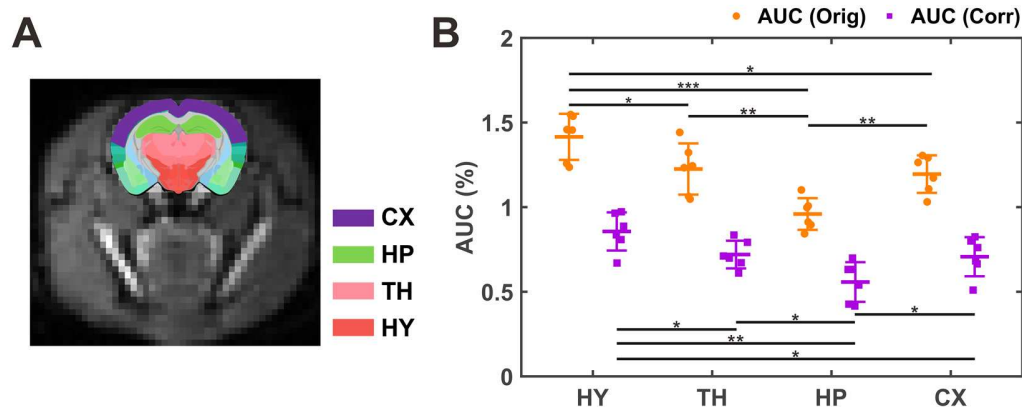 A
CX
HP
TH
HY
B
AUC (Orig) AUC (Corr)
2
1.5
1
0.5
0
AUC (%)
*
***
*
**
**
*
*
*
**
*
HY TH HP CX